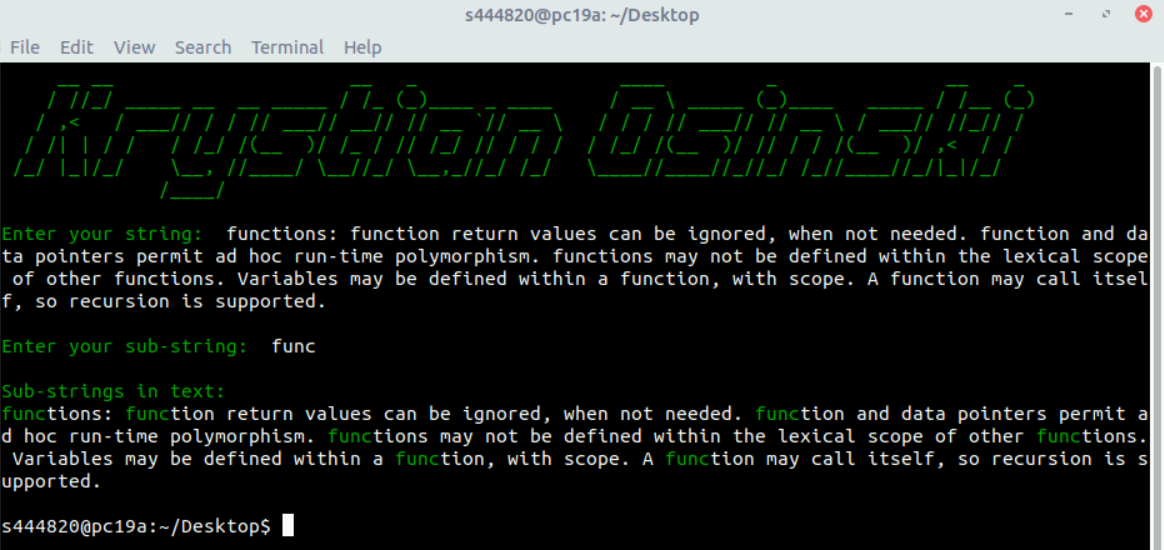 s444820@pc19a: ~/Desktop
File Edit View Search Terminal Help
Krystian Osinski
Enter your string:  functions: function return values can be ignored, when not needed. function and da
ta pointers permit ad hoc run-time polymorphism. functions may not be defined within the lexical scope
 of other functions. Variables may be defined within a function, with scope. A function may call itsel
f, so recursion is supported.
Enter your sub-string:  func
Sub-strings in text:
functions: function return values can be ignored, when not needed. function and data pointers permit a
d hoc run-time polymorphism. functions may not be defined within the lexical scope of other functions.
 Variables may be defined within a function, with scope. A function may call itself, so recursion is s
upported.
s444820@pc19a:~/Desktop$